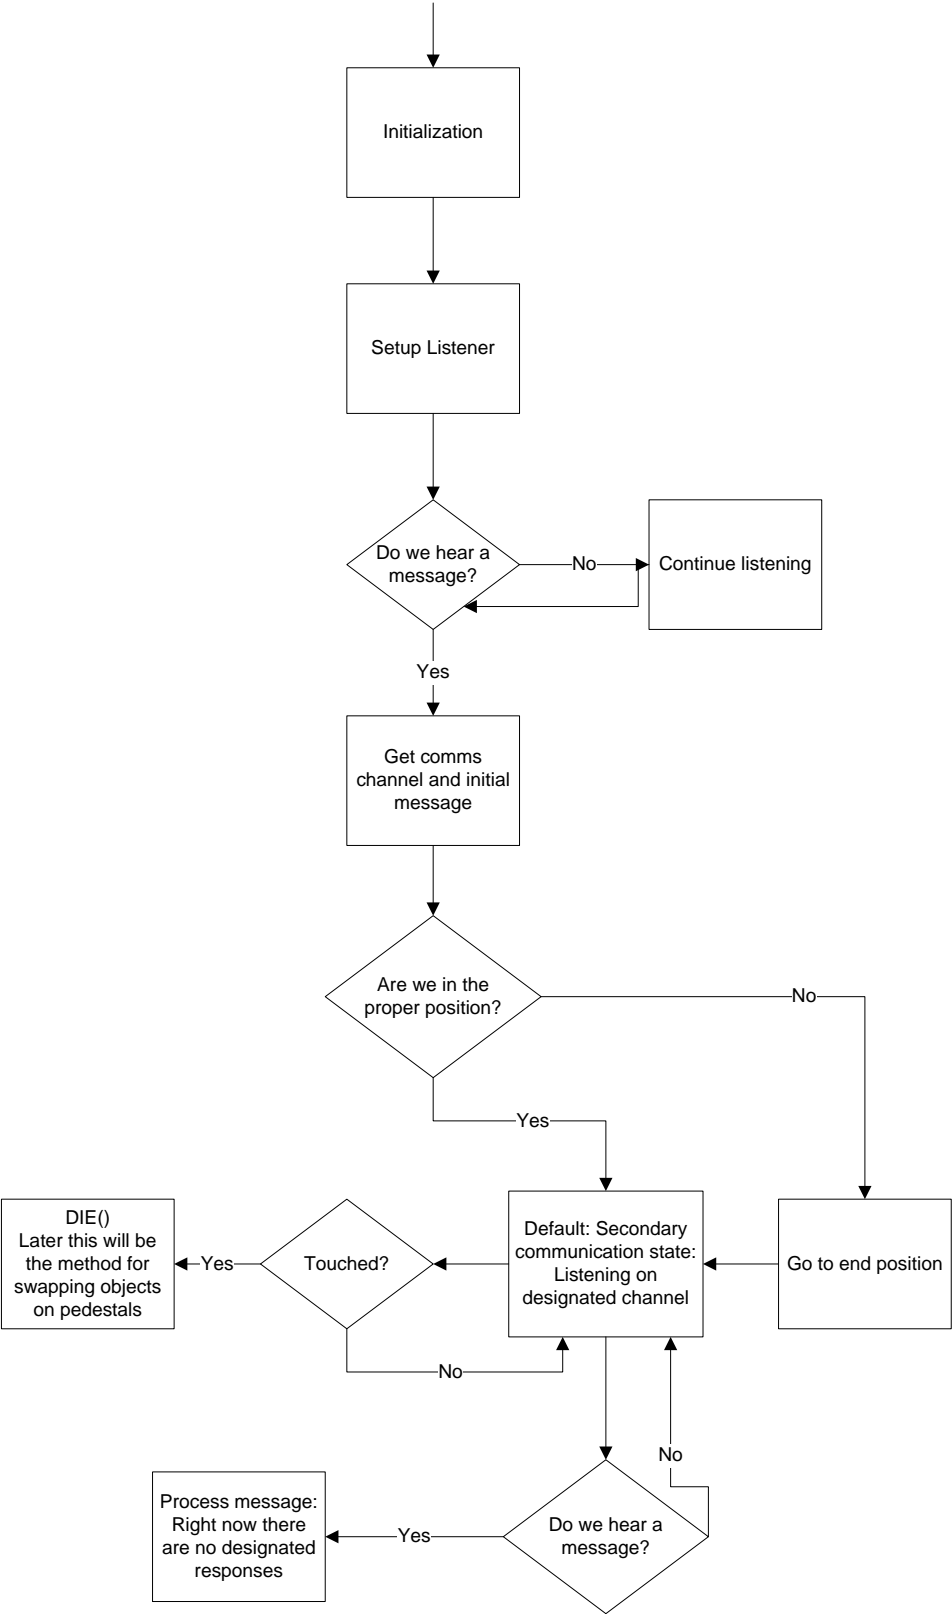 Initialization
Setup Listener
Do we hear a
message?
No
Continue listening
Yes
Get comms
channel and initial
message
Are we in the
proper position?
No
Yes
DIE()
Later this will be
the method for
swapping objects
on pedestals
Yes
Touched?
Default: Secondary
communication state:
Listening on
designated channel
Go to end position
No
No
Process message:
Right now there
are no designated
responses
Yes
Do we hear a
message?